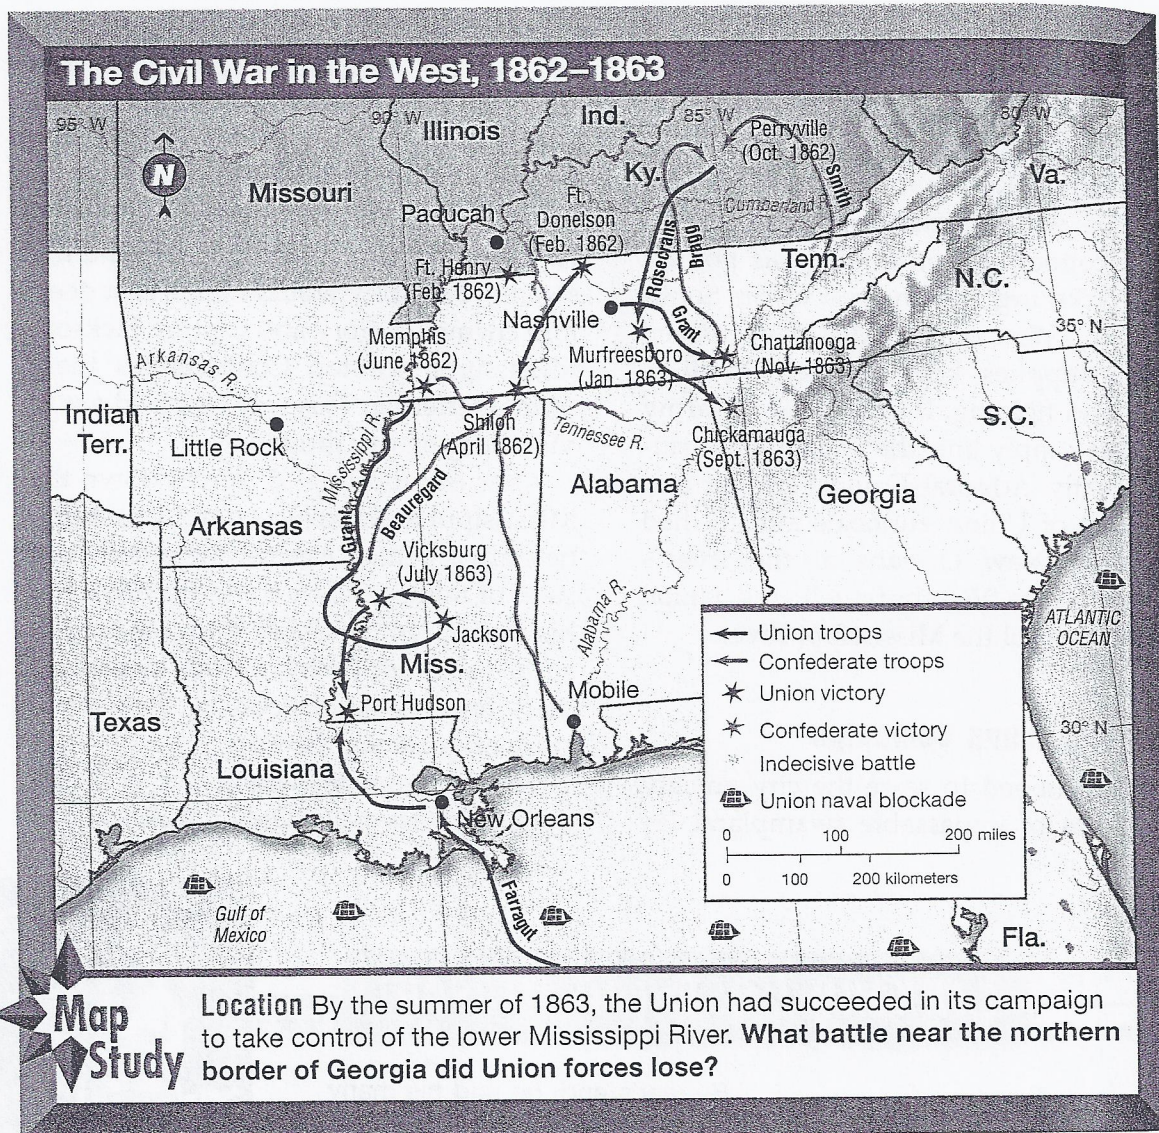 The Civil War in the West, 1862–1863
95° W
90° W
85° W
80° W
Illinois
Ind.
Perryville
(Oct. 1862)
N
Missouri
Ky.
Smith
Va.
Paducah
Ft.
Donelson
(Feb. 1862)
Cumberland R.
Rosecrans
Bragg
Tenn.
Ft. Henry
(Feb. 1862)
N.C.
Nashville
Grant
Memphis
(June 1862)
Murfreesboro
(Jan. 1863)
Chattanooga
(Nov. 1863)
35° N
Arkansas R.
Indian
Terr.
Little Rock
Mississippi R.
Shiloh
(April 1862)
Tennessee R.
Chickamauga
(Sept. 1863)
S.C.
Arkansas
Grant
Beauregard
Alabama
Georgia
Vicksburg
(July 1863)
Jackson
Miss.
Alabama R.
ATLANTIC
OCEAN
Texas
Port Hudson
Mobile
30° N
Louisiana
New Orleans
Farragut
Gulf of
Mexico
Fla.
Union troops
Confederate troops
Union victory
Confederate victory
Indecisive battle
Union naval blockade
0 100 200 miles
0 100 200 kilometers
Map
Study
Location By the summer of 1863, the Union had succeeded in its campaign
to take control of the lower Mississippi River. What battle near the northern
border of Georgia did Union forces lose?